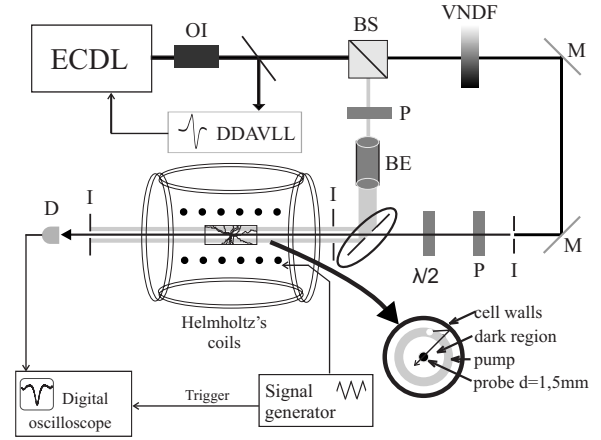 ECDL
OI
BS
VNDF
M
DDAVLL
P
BE
D
I
I
λ/2
P
I
M
Helmholtz's
coils
cell walls
dark region
pump
probe d=1,5mm
Digital
oscilloscope
Trigger
Signal
generator